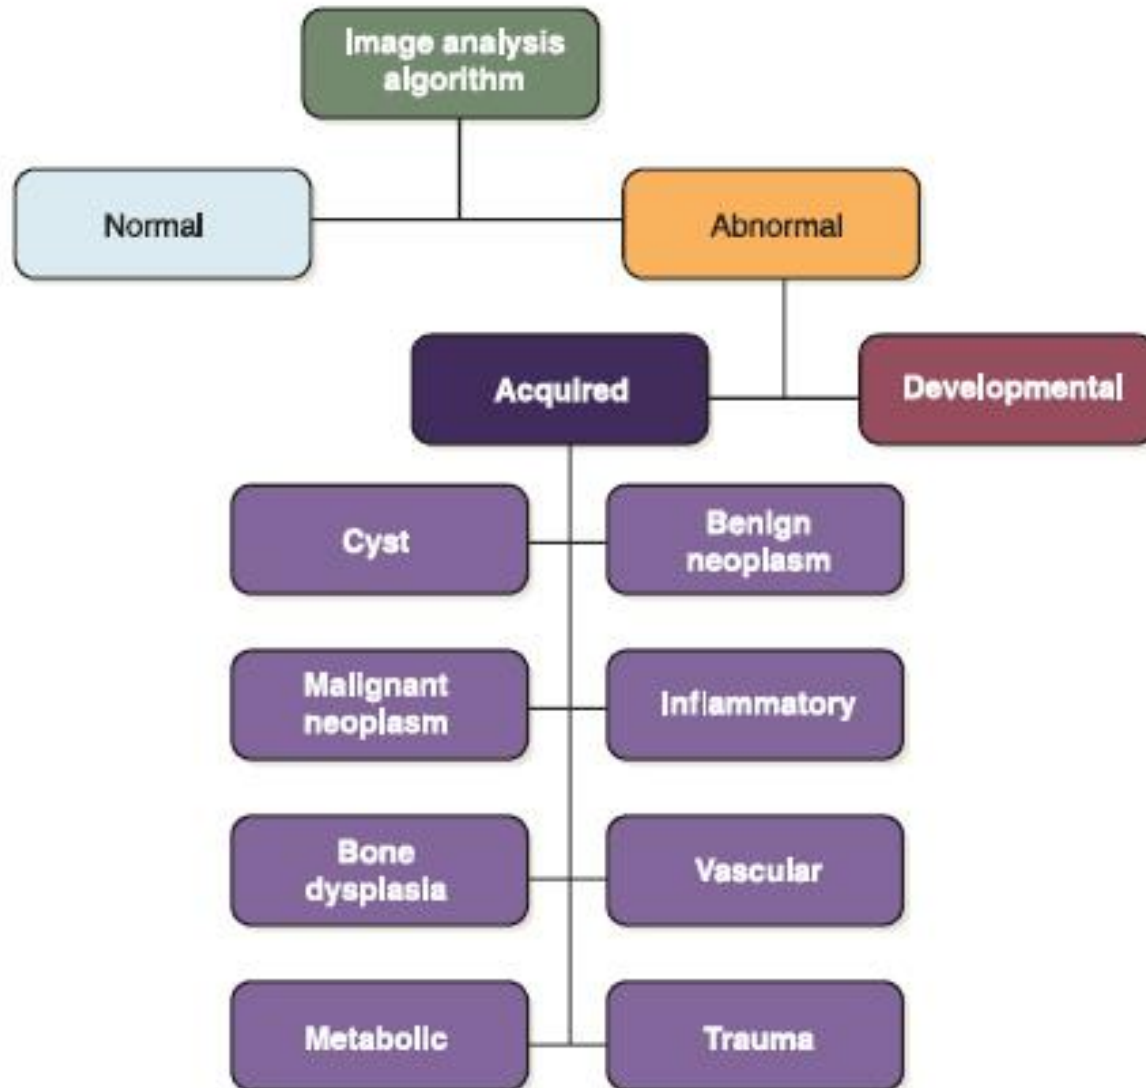 Image analysis
algorithm
Normal
Abnormal
Acquired
Developmental
Cyst
Benign
neoplasm
Malignant
neoplasm
Inflammatory
Bone
dysplasia
Vascular
Metabolic
Trauma